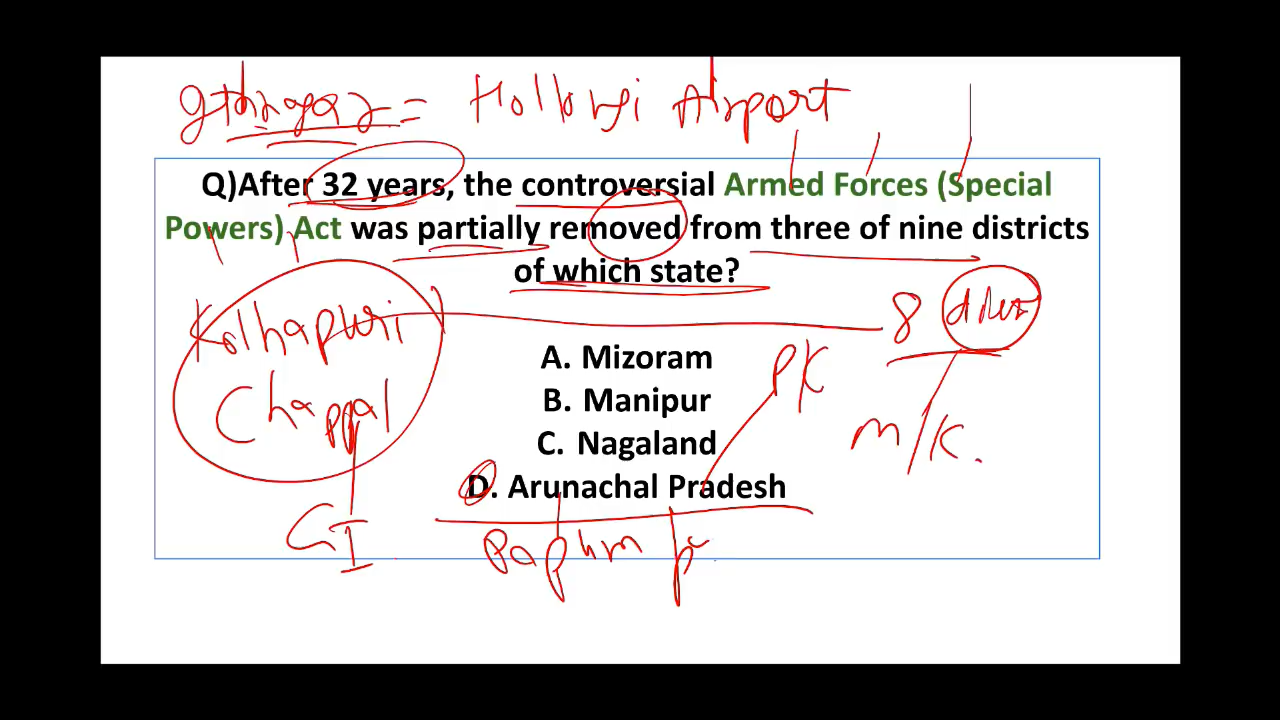 = Hollongi Airport
Q)After 32 years, the controversial Armed Forces (Special
Powers) Act was partially removed from three of nine districts
of which state?
Kolhapuri
Chappal
GI
8
A. Mizoram
B. Manipur
C. Nagaland
D. Arunachal Pradesh
PK
M/K.